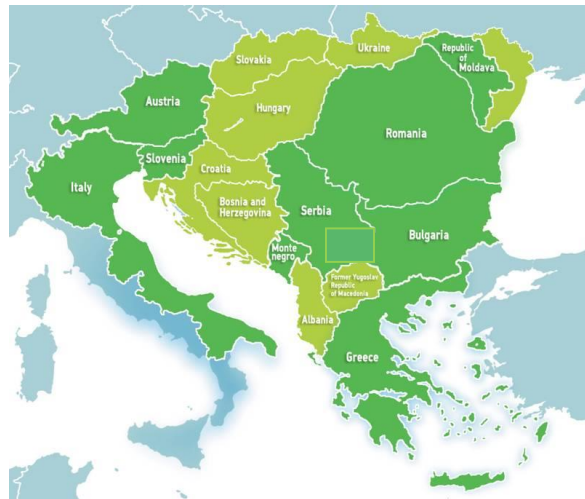 Slovakia
Ukraine
Republic
of
Moldava
Austria
Hungary
Romania
Slovenia
Croatia
Italy
Bosnia and
Herzegovina
Serbia
Bulgaria
Monte
negro
Former Yugoslav
Republic
of Macedonia
Albania
Greece